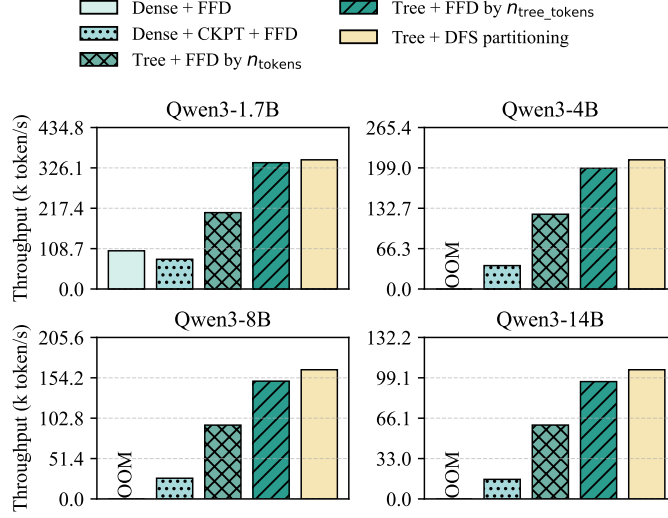 Dense + FFD
Dense + CKPT + FFD
Tree + FFD by n_tokens
Tree + FFD by n_tree_tokens
Tree + DFS partitioning
Qwen3-1.7B
Throughput (k token/s)
434.8
326.1
217.4
108.7
0.0
Qwen3-4B
265.4
199.0
132.7
66.3
0.0
OOM
Qwen3-8B
Throughput (k token/s)
205.6
154.2
102.8
51.4
0.0
OOM
Qwen3-14B
132.2
99.1
66.1
33.0
0.0
OOM